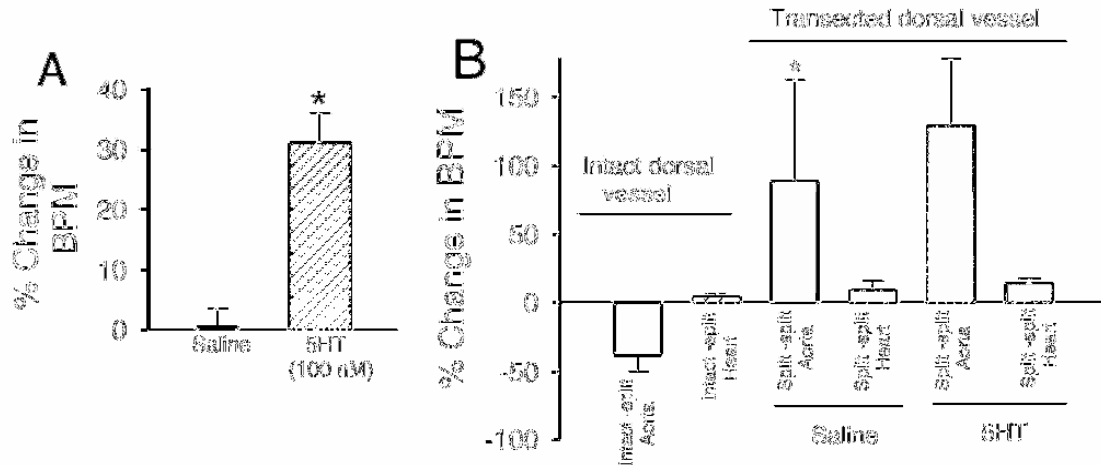 A
% Change in
BPM
40
30
20
10
0
Saline
5HT
(100 nM)
*
B
% Change in BPM
150
100
50
0
-50
-100
Transected dorsal vessel
Intact dorsal
vessel
*
Intact -split
Aorta
Intact -split
Heart
Split -split
Aorta
Split -split
Heart
Split -split
Aorta
Split -split
Heart
Saline
5HT